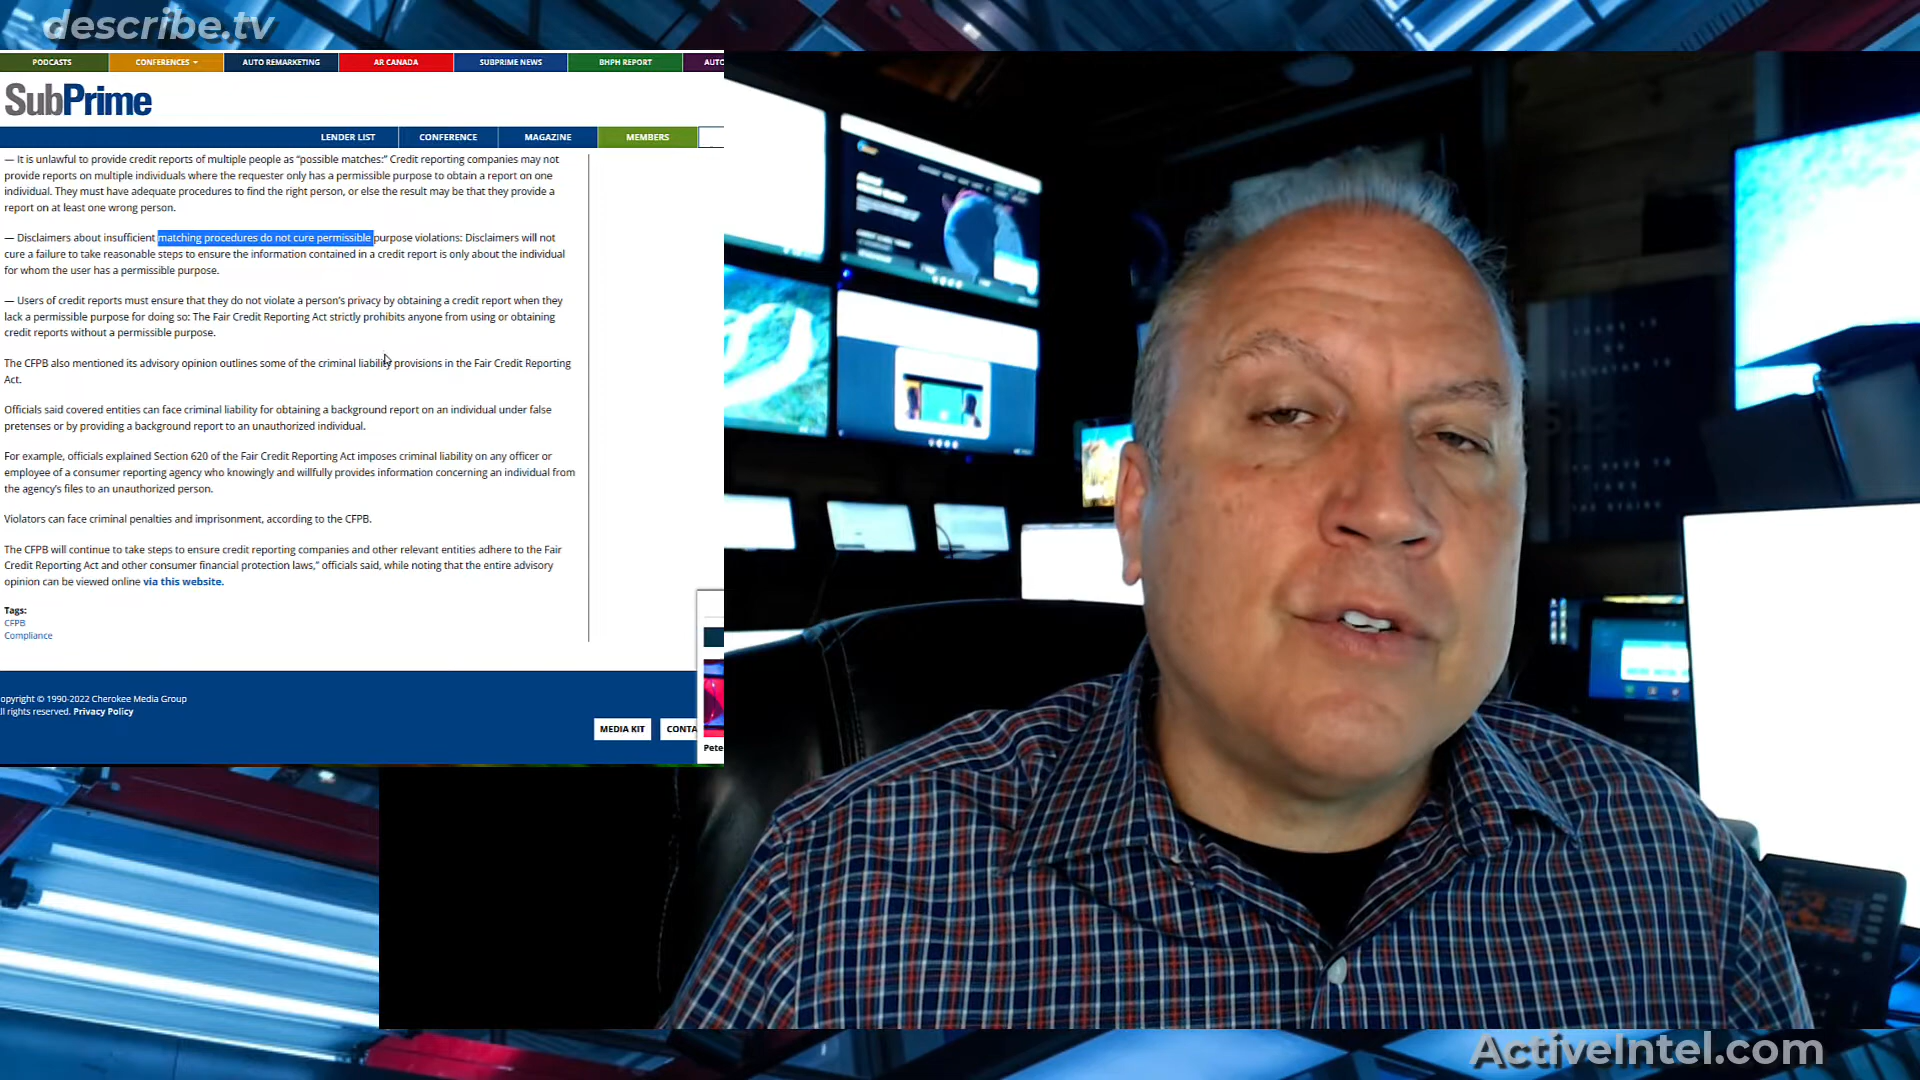 describe.tv
PODCASTS
CONFERENCES
AUTO REMARKETING
AR CANADA
SUBPRIME NEWS
BHPH REPORT
AUTO
SubPrime
LENDER LIST
CONFERENCE
MAGAZINE
MEMBERS
— It is unlawful to provide credit reports of multiple people as “possible matches:” Credit reporting companies may not
provide reports on multiple individuals where the requester only has a permissible purpose to obtain a report on one
individual. They must have adequate procedures to find the right person, or else the result may be that they provide a
report on at least one wrong person.
— Disclaimers about insufficient matching procedures do not cure permissible purpose violations: Disclaimers will not
cure a failure to take reasonable steps to ensure the information contained in a credit report is only about the individual
for whom the user has a permissible purpose.
— Users of credit reports must ensure that they do not violate a person’s privacy by obtaining a credit report when they
lack a permissible purpose for doing so: The Fair Credit Reporting Act strictly prohibits anyone from using or obtaining
credit reports without a permissible purpose.
The CFPB also mentioned its advisory opinion outlines some of the criminal liability provisions in the Fair Credit Reporting
Act.
Officials said covered entities can face criminal liability for obtaining a background report on an individual under false
pretenses or by providing a background report to an unauthorized individual.
For example, officials explained Section 620 of the Fair Credit Reporting Act imposes criminal liability on any officer or
employee of a consumer reporting agency who knowingly and willfully provides information concerning an individual from
the agency’s files to an unauthorized person.
Violators can face criminal penalties and imprisonment, according to the CFPB.
The CFPB will continue to take steps to ensure credit reporting companies and other relevant entities adhere to the Fair
Credit Reporting Act and other consumer financial protection laws,” officials said, while noting that the entire advisory
opinion can be viewed online via this website.
Tags:
CFPB
Compliance
opyright © 1990-2022 Cherokee Media Group
ll rights reserved. Privacy Policy
MEDIA KIT
CONTA
Pete
ActiveIntel.com